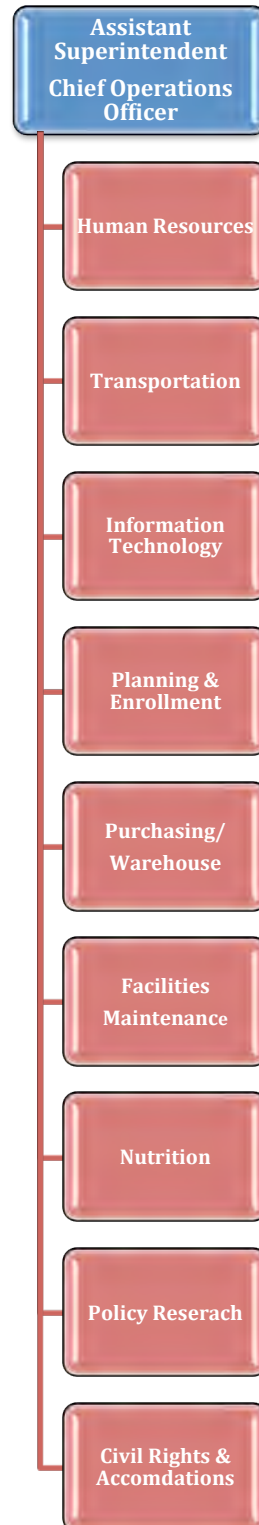 Assistant
Superintendent
Chief Operations
Officer
Human Resources
Transportation
Information
Technology
Planning &
Enrollment
Purchasing/
Warehouse
Facilities
Maintenance
Nutrition
Policy Reserach
Civil Rights &
Accomdations